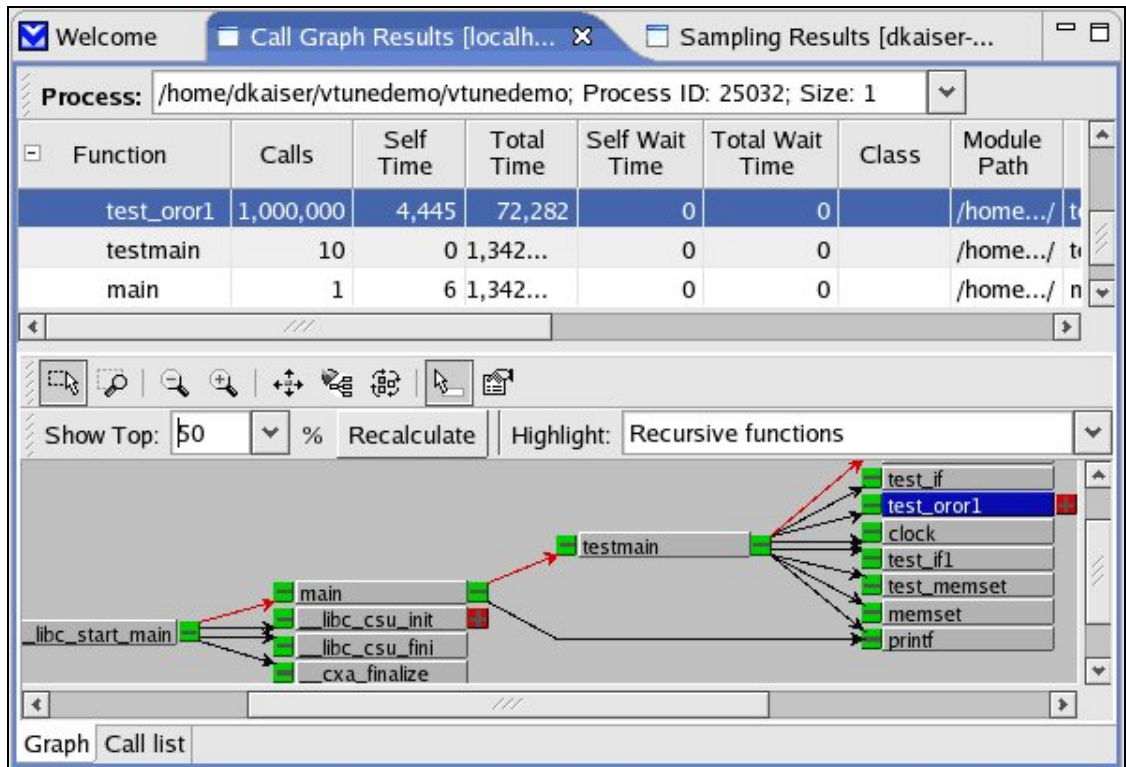 Welcome Call Graph Results [localh... Sampling Results [dkaiser-...
Process: /home/dkaiser/vtunedemo/vtunedemo; Process ID: 25032; Size: 1
Function Calls Self Time Total Time Self Wait Time Total Wait Time Class Module Path
test_oror1 1,000,000 4,445 72,282 0 0 /home.../
testmain 10 0 1,342... 0 0 /home.../
main 1 6 1,342... 0 0 /home.../
Show Top: 50 % Recalculate Highlight: Recursive functions
test_if
test_oror1
clock
testmain
test_if1
test_memset
main
memset
__libc_csu_init
_libc_start_main
printf
__libc_csu_fini
__cxa_finalize
Graph Call list